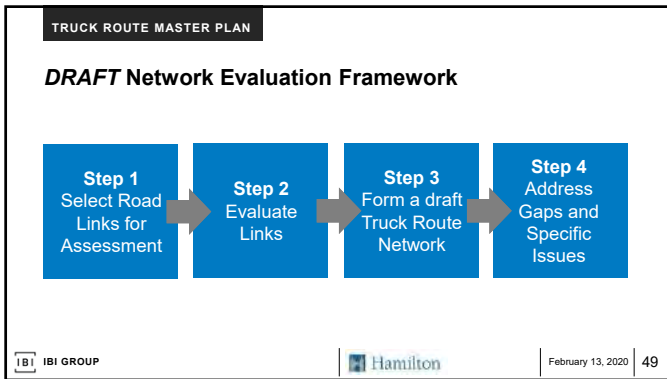 TRUCK ROUTE MASTER PLAN
DRAFT Network Evaluation Framework
Step 1
Select Road
Links for
Assessment
Step 2
Evaluate
Links
Step 3
Form a draft
Truck Route
Network
Step 4
Address
Gaps and
Specific
Issues
IBI IBI GROUP
Hamilton
February 13, 2020 49